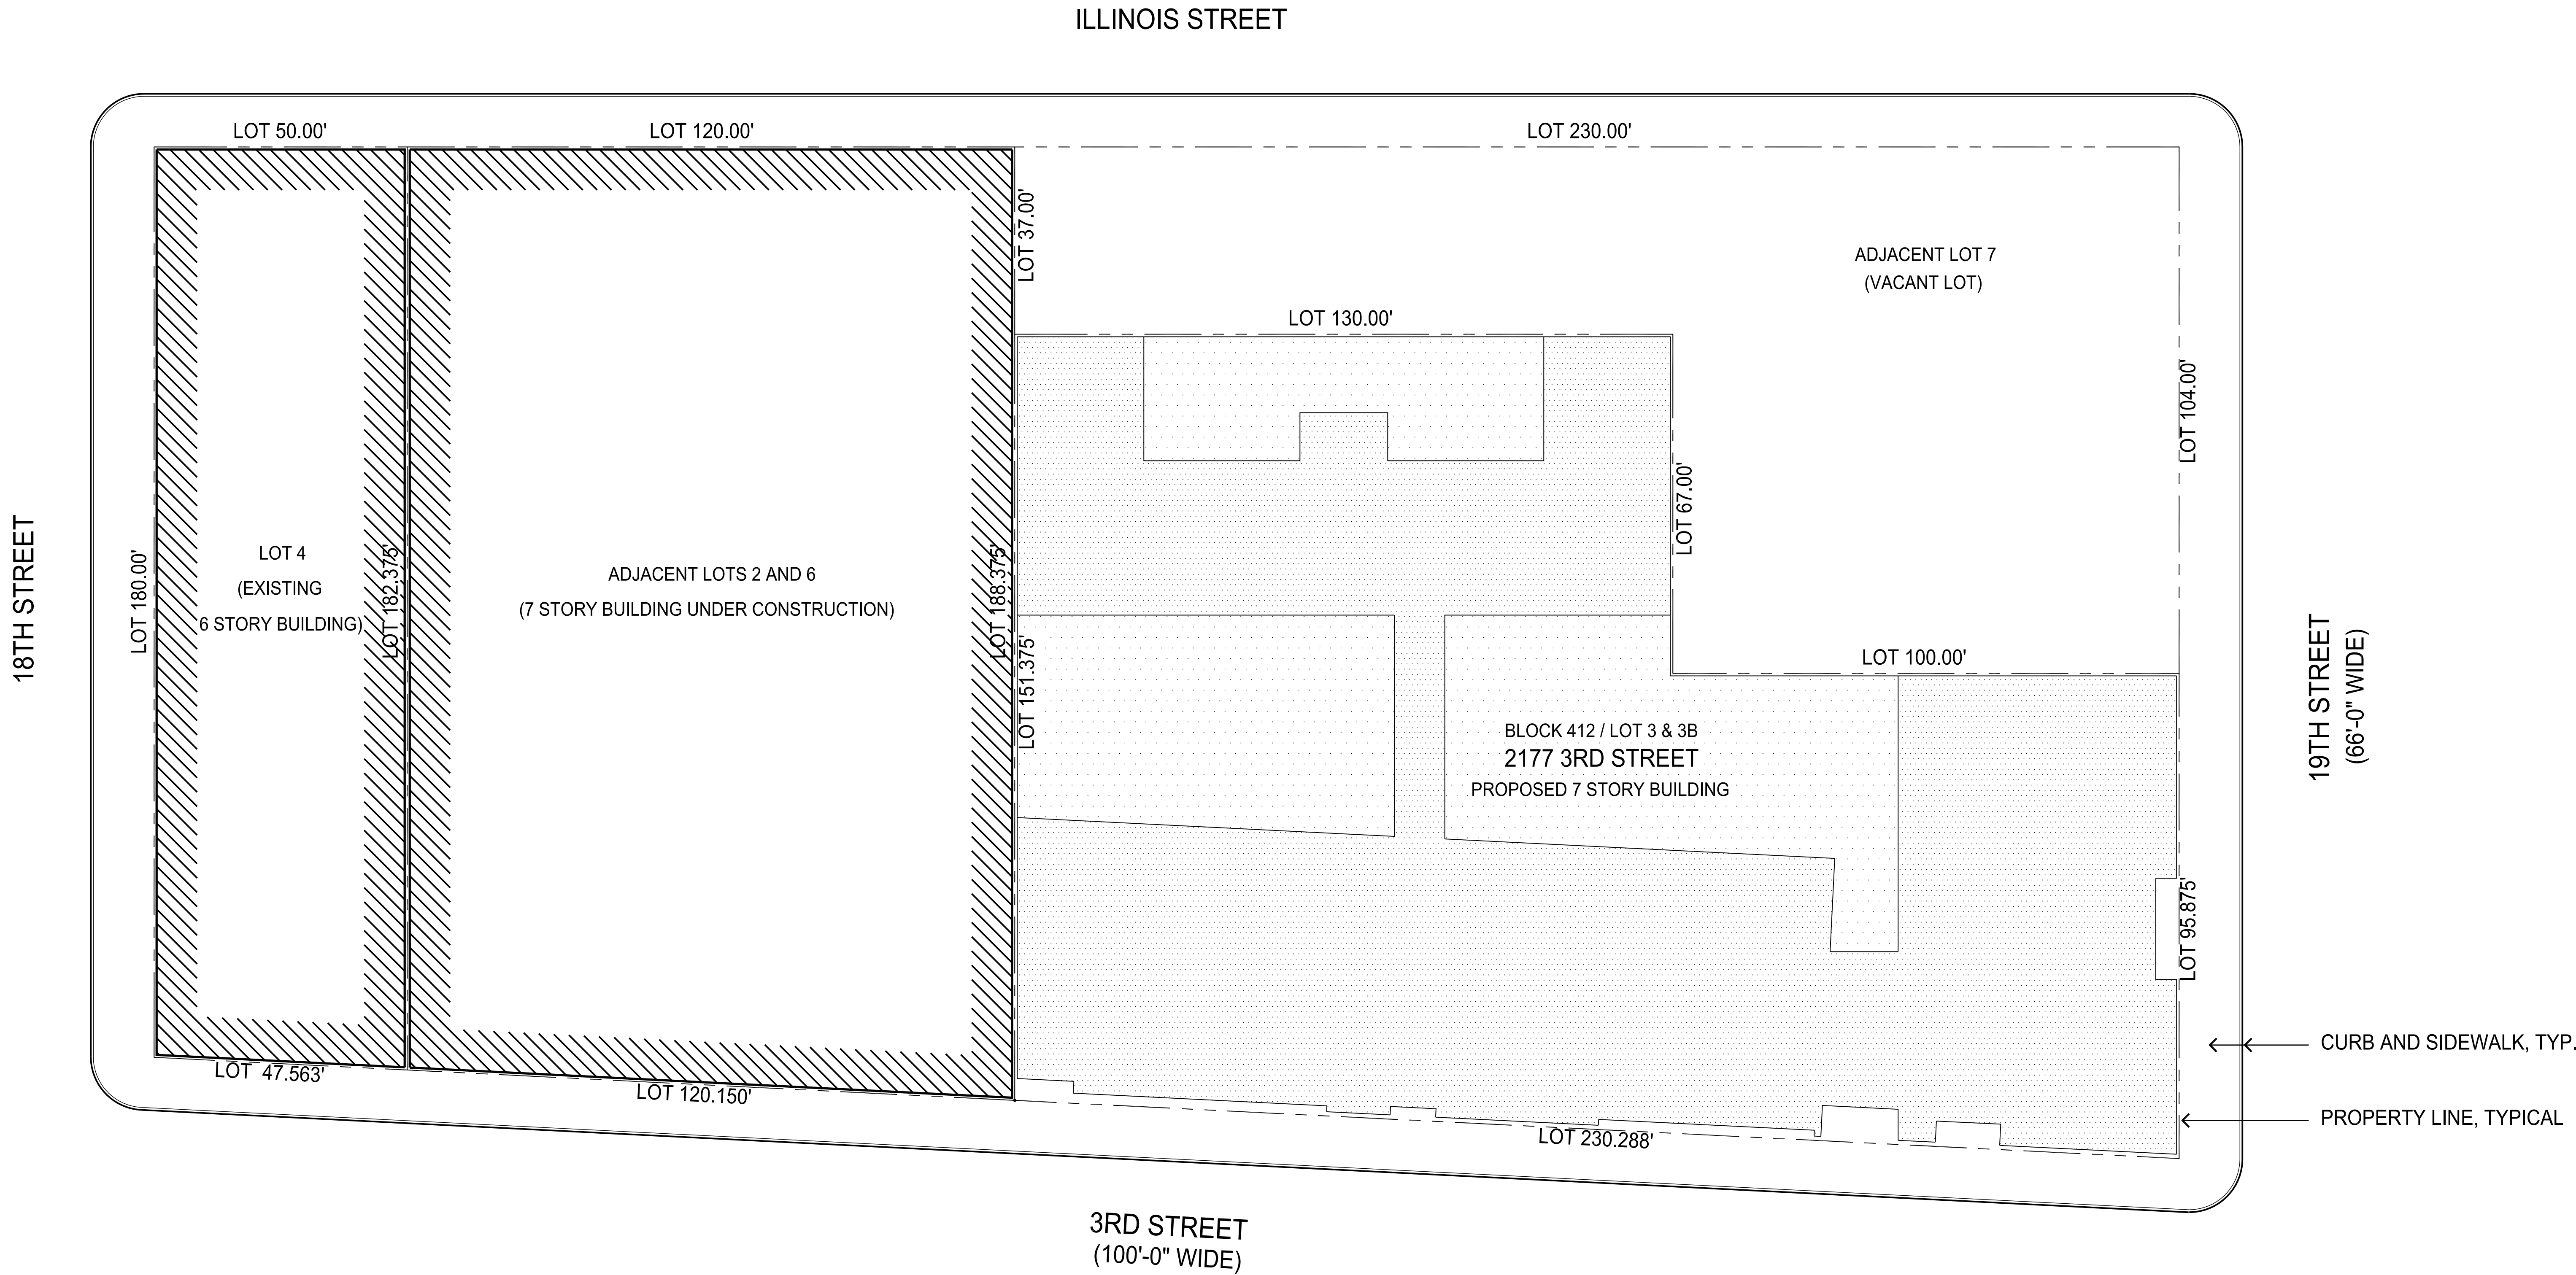 ILLINOIS STREET
LOT 50.00'
LOT 120.00'
LOT 230.00'
LOT 37.00'
ADJACENT LOT 7
(VACANT LOT)
LOT 130.00'
LOT 104.00'
LOT 67.00'
18TH STREET
LOT 180.00'
LOT 4
(EXISTING
6 STORY BUILDING)
LOT 182.375'
ADJACENT LOTS 2 AND 6
(7 STORY BUILDING UNDER CONSTRUCTION)
LOT 188.375'
LOT 151.375'
LOT 100.00'
BLOCK 412 / LOT 3 & 3B
2177 3RD STREET
PROPOSED 7 STORY BUILDING
19TH STREET
(66'-0" WIDE)
LOT 95.875'
CURB AND SIDEWALK, TYP.
LOT 47.563'
LOT 120.150'
PROPERTY LINE, TYPICAL
LOT 230.288'
3RD STREET
(100'-0" WIDE)